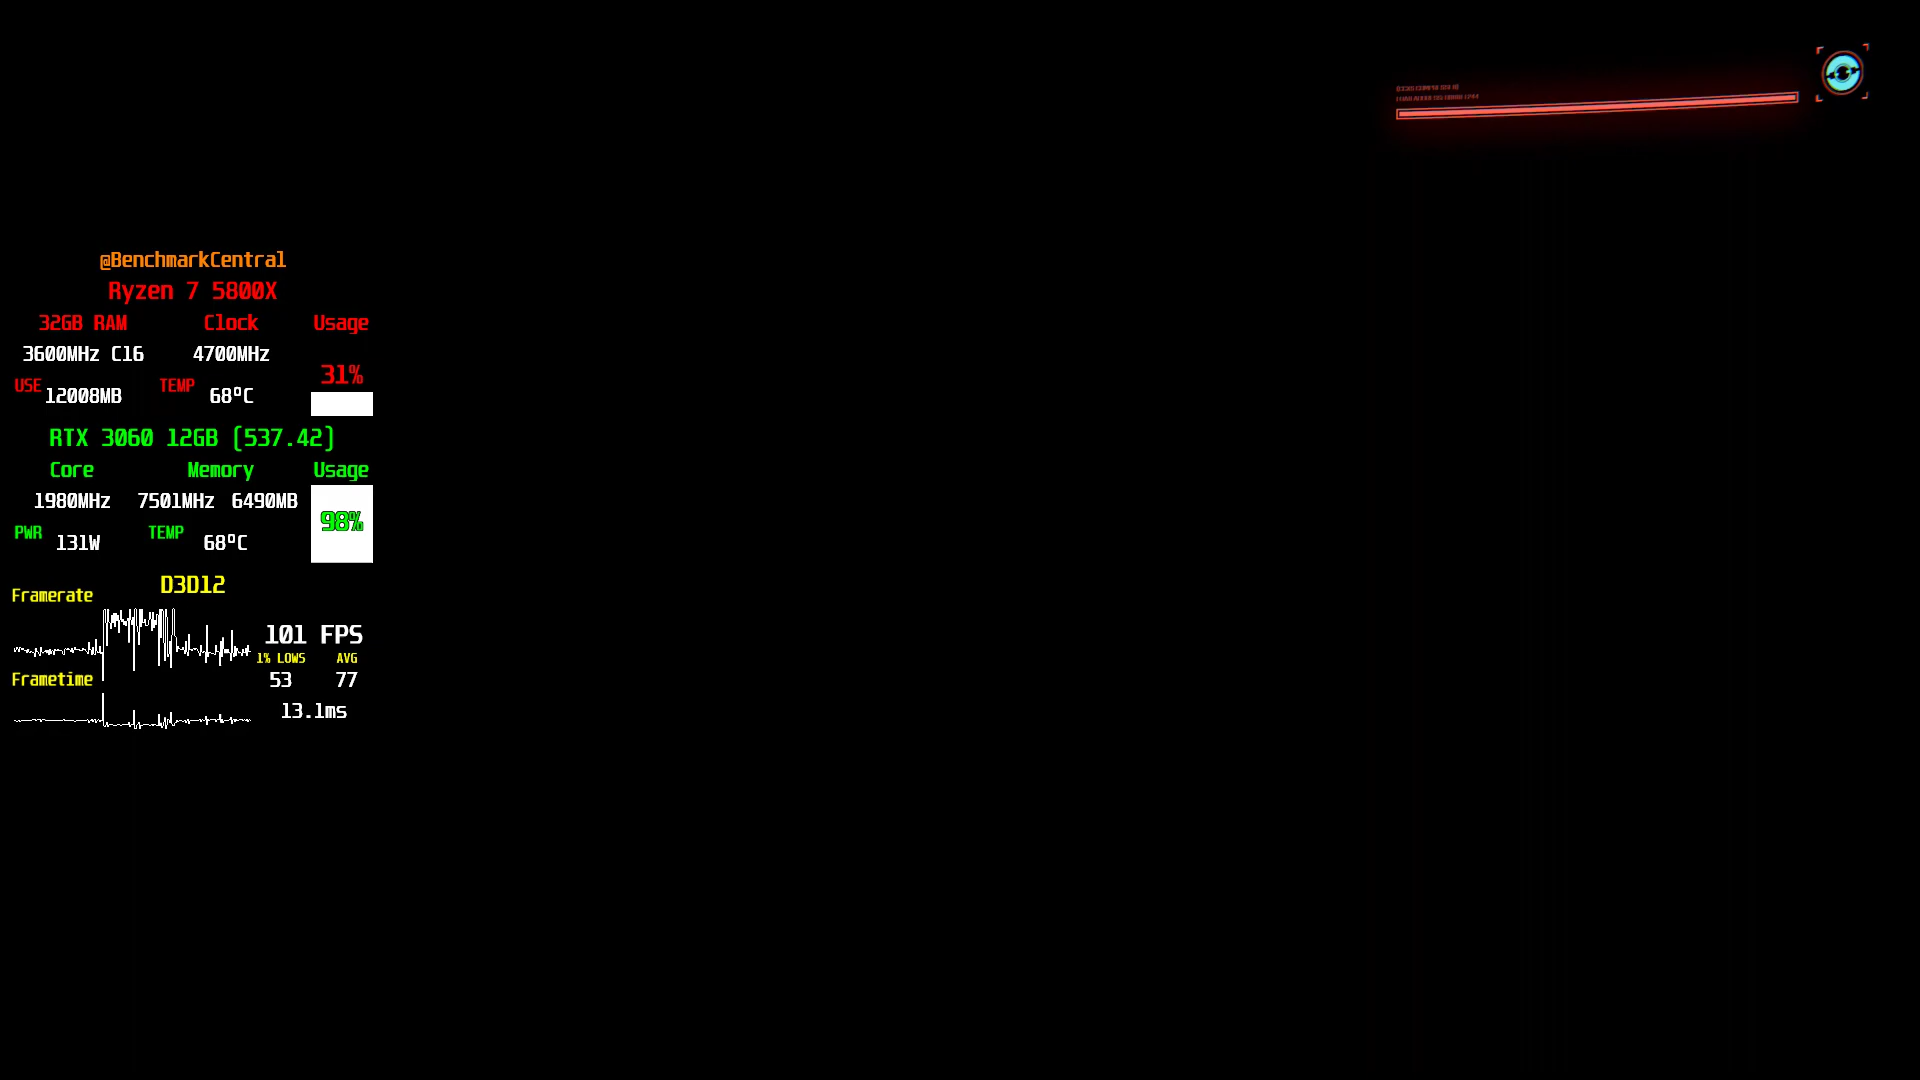 @BenchmarkCentral
Ryzen 7 5800X
32GB RAM Clock Usage
3600MHz C16 4700MHz
31%
USE 12008MB TEMP 68°C
RTX 3060 12GB (537.42)
Core Memory Usage
1980MHz 7501MHz 6490MB
98%
PWR 131W TEMP 68°C
D3D12
Framerate
101 FPS
1% LOWS AVG
53 77
Frametime
13.1ms